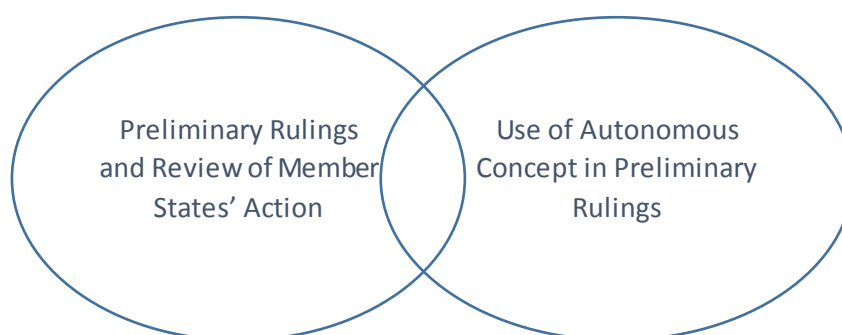 Preliminary Rulings
and Review of Member
States’ Action
Use of Autonomous
Concept in Preliminary
Rulings